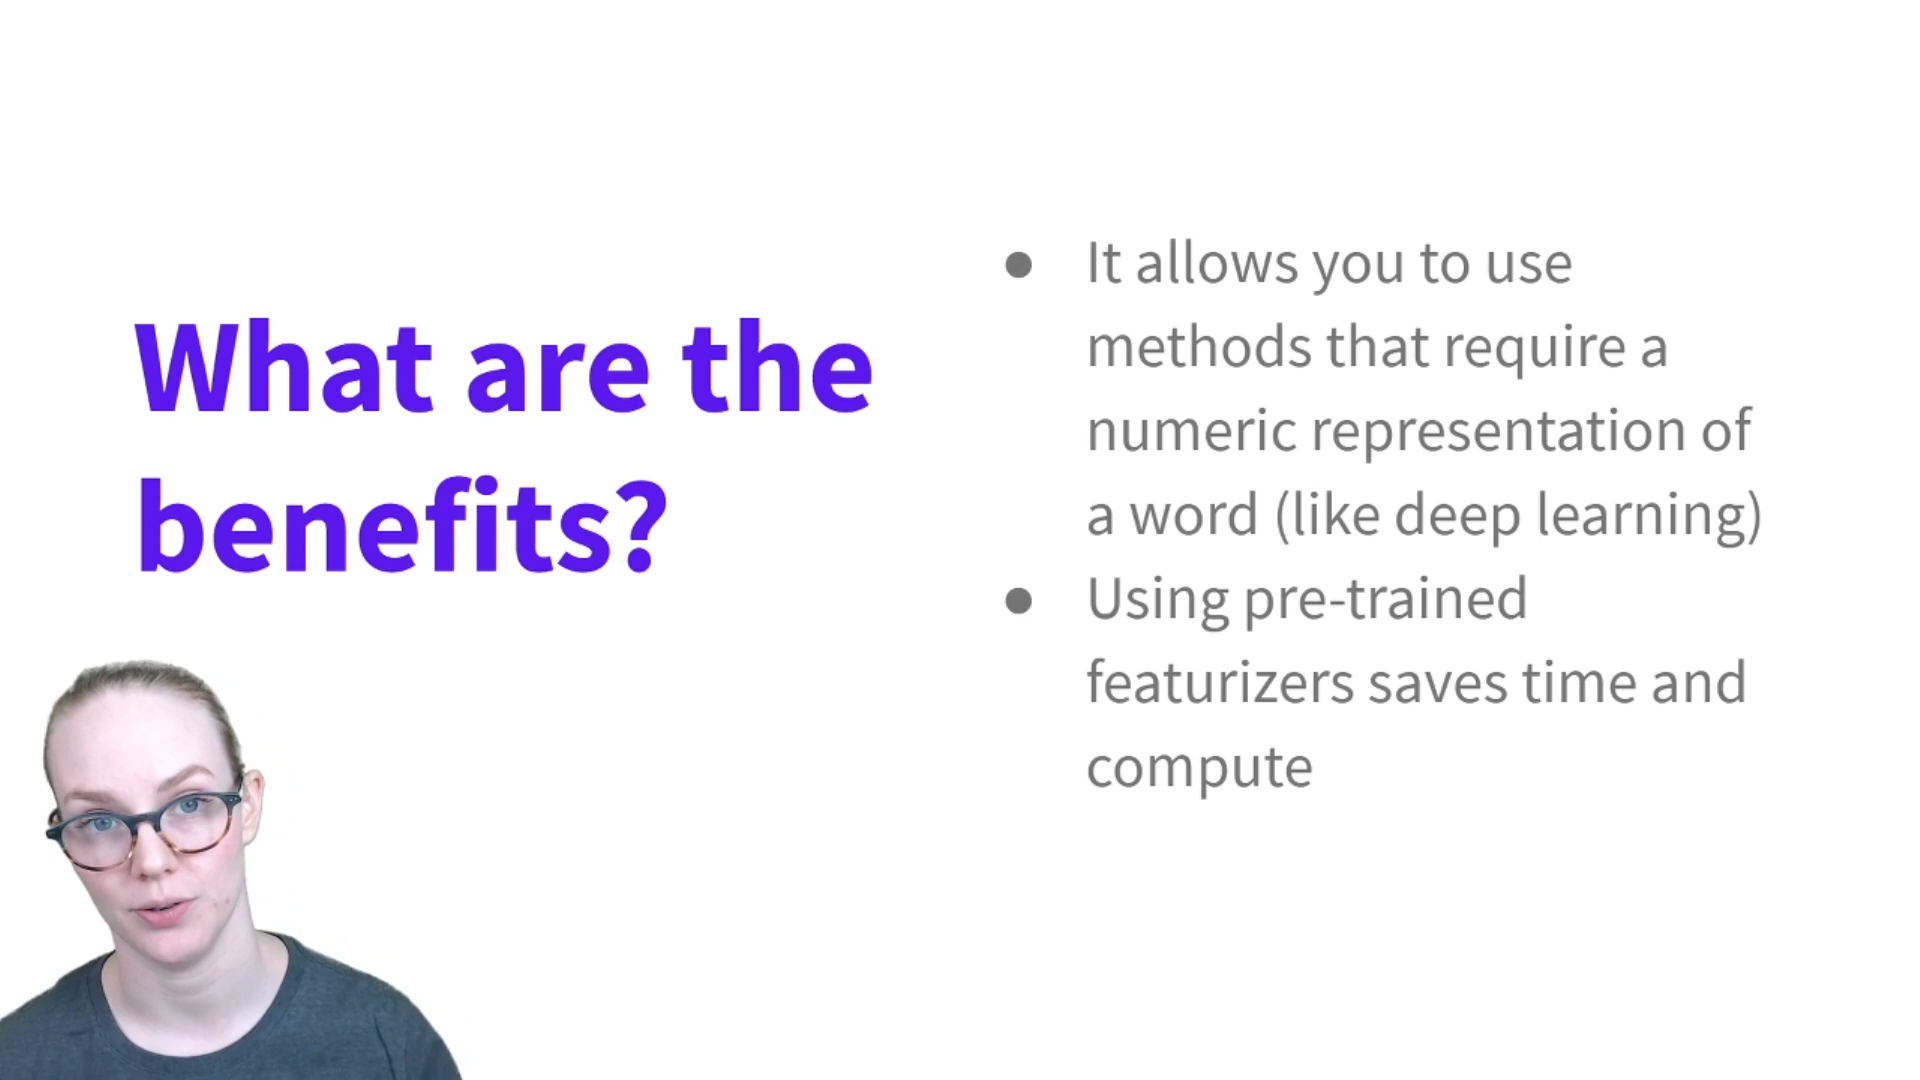 What are the
benefits?
● It allows you to use
methods that require a
numeric representation of
a word (like deep learning)
● Using pre-trained
featurizers saves time and
compute